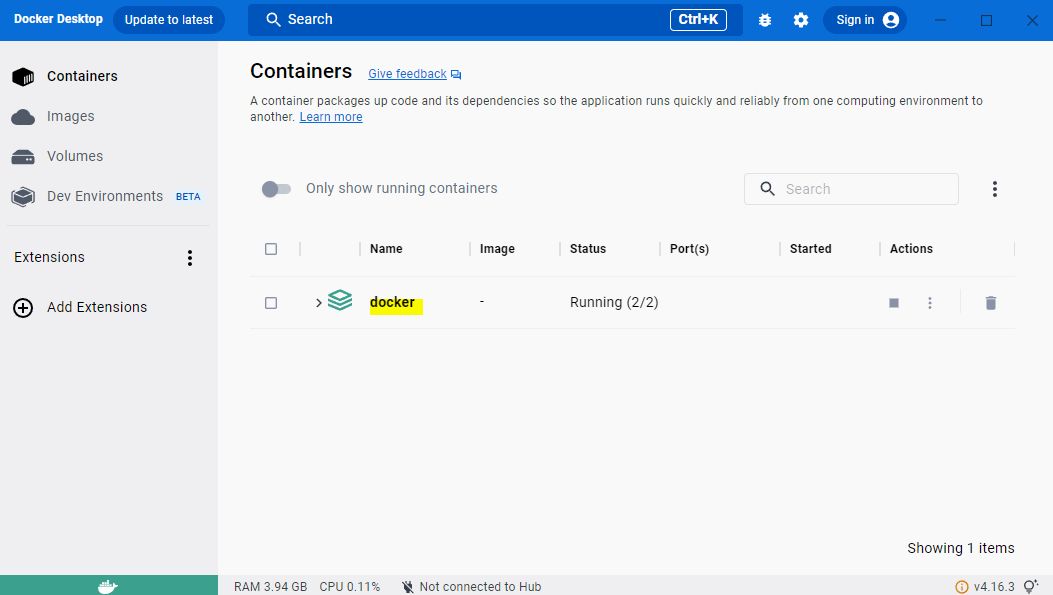 Docker Desktop Update to latest Search Ctrl+K Sign in
Containers
Images
Volumes
Dev Environments BETA
Extensions
Add Extensions
Containers Give feedback
A container packages up code and its dependencies so the application runs quickly and reliably from one computing environment to
another. Learn more
Only show running containers Search
Name Image Status Port(s) Started Actions
docker - Running (2/2)
Showing 1 items
RAM 3.94 GB CPU 0.11% Not connected to Hub v4.16.3